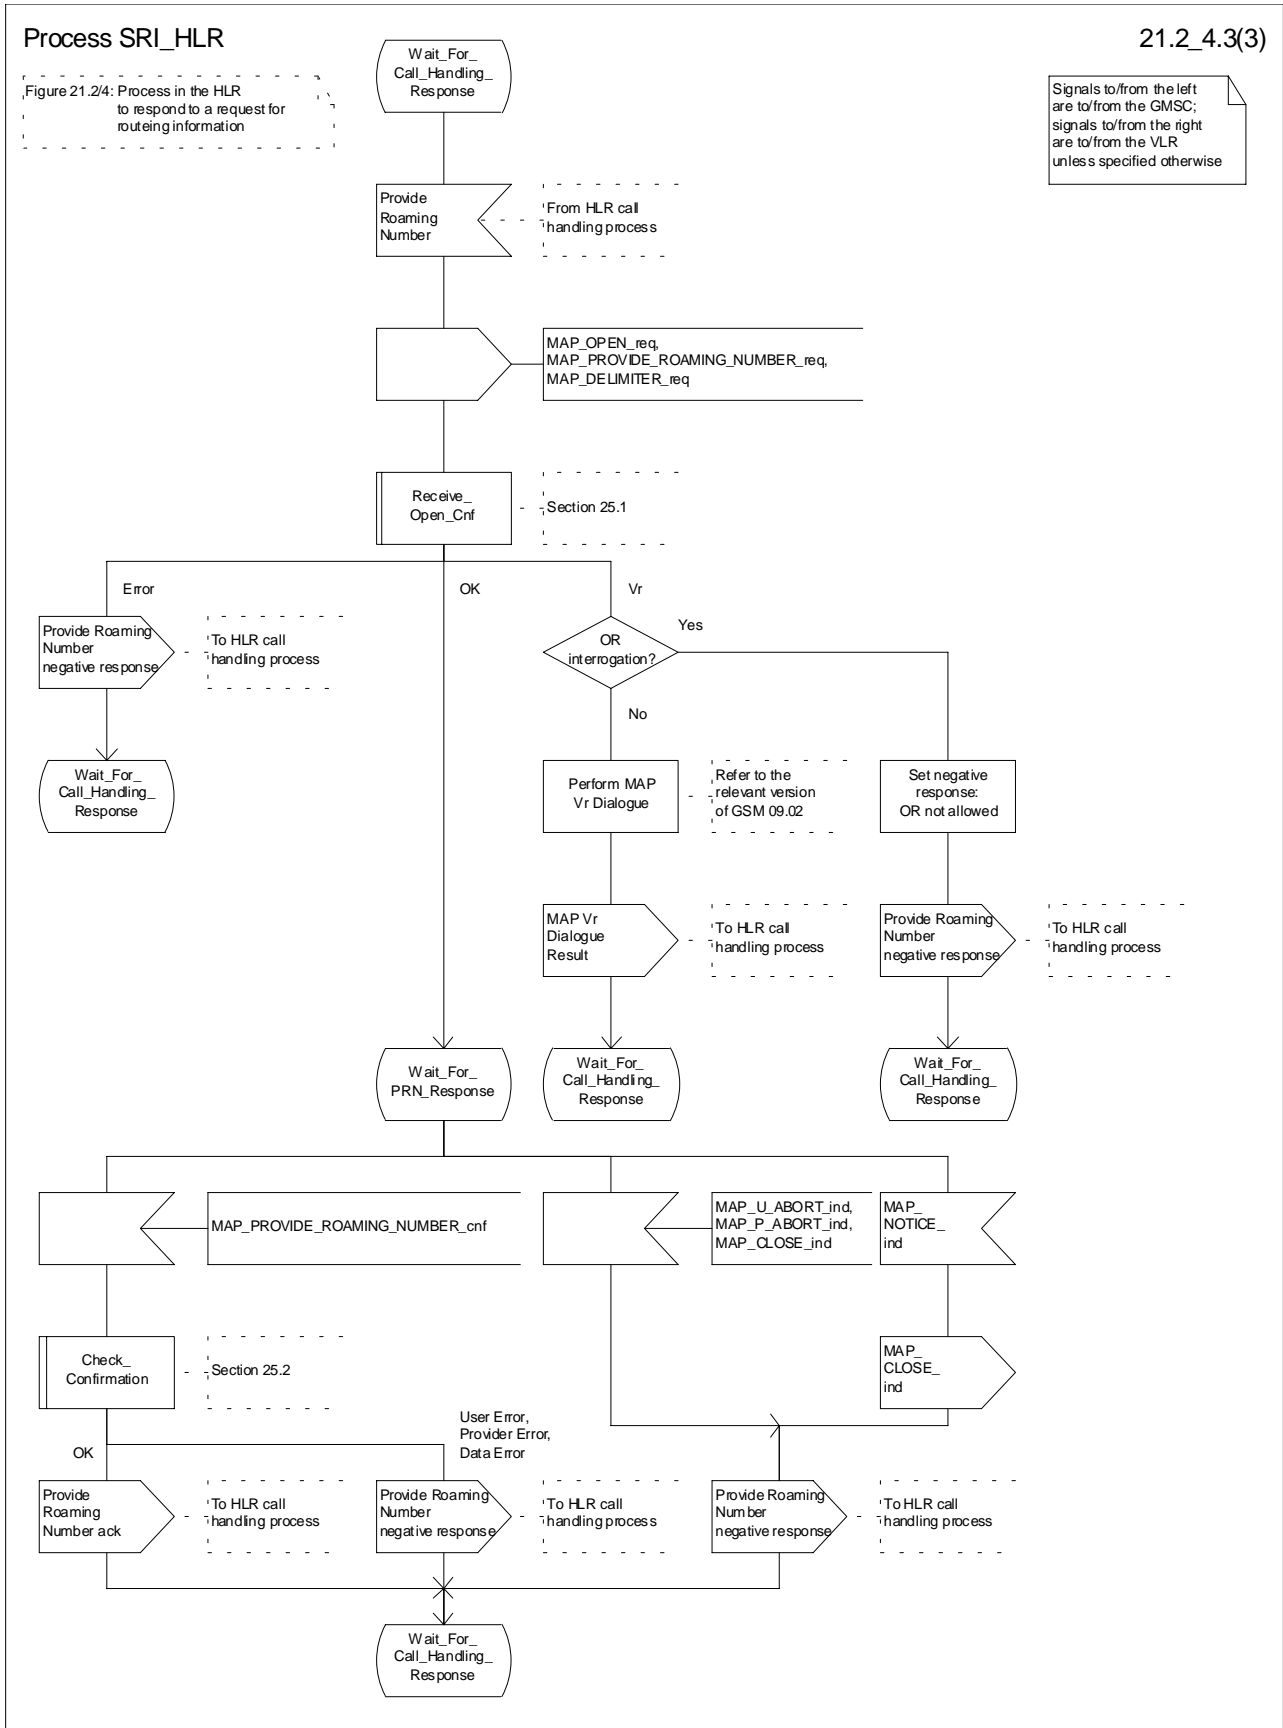 Process SRI_HLR
21.2_4.3(3)
Figure 21.2/4: Process in the HLR
to respond to a request for
routeing information
Wait_For_
Call_Handling_
Response
Signals to/from the left
are to/from the GMSC;
signals to/from the right
are to/from the VLR
unless specified otherwise
Provide
Roaming
Number
From HLR call
handling process
MAP_OPEN_req,
MAP_PROVIDE_ROAMING_NUMBER_req,
MAP_DELIMITER_req
Receive_
Open_Cnf
Section 25.1
Error
OK
Vr
Provide Roaming
Number
negative response
To HLR call
handling process
OR
interrogation?
Yes
No
Wait_For_
Call_Handling_
Response
Perform MAP
Vr Dialogue
Refer to the
relevant version
of GSM 09.02
Set negative
response:
OR not allowed
MAP Vr
Dialogue
Result
To HLR call
handling process
Provide Roaming
Number
negative response
To HLR call
handling process
Wait_For_
PRN_Response
Wait_For_
Call_Handling_
Response
Wait_For_
Call_Handling_
Response
MAP_PROVIDE_ROAMING_NUMBER_cnf
MAP_U_ABORT_ind,
MAP_P_ABORT_ind,
MAP_CLOSE_ind
MAP_
NOTICE_
ind
Check_
Confirmation
Section 25.2
MAP_
CLOSE_
ind
OK
User Error,
Provider Error,
Data Error
Provide
Roaming
Number ack
To HLR call
handling process
Provide Roaming
Number
negative response
To HLR call
handling process
Provide Roaming
Number
negative response
To HLR call
handling process
Wait_For_
Call_Handling_
Response